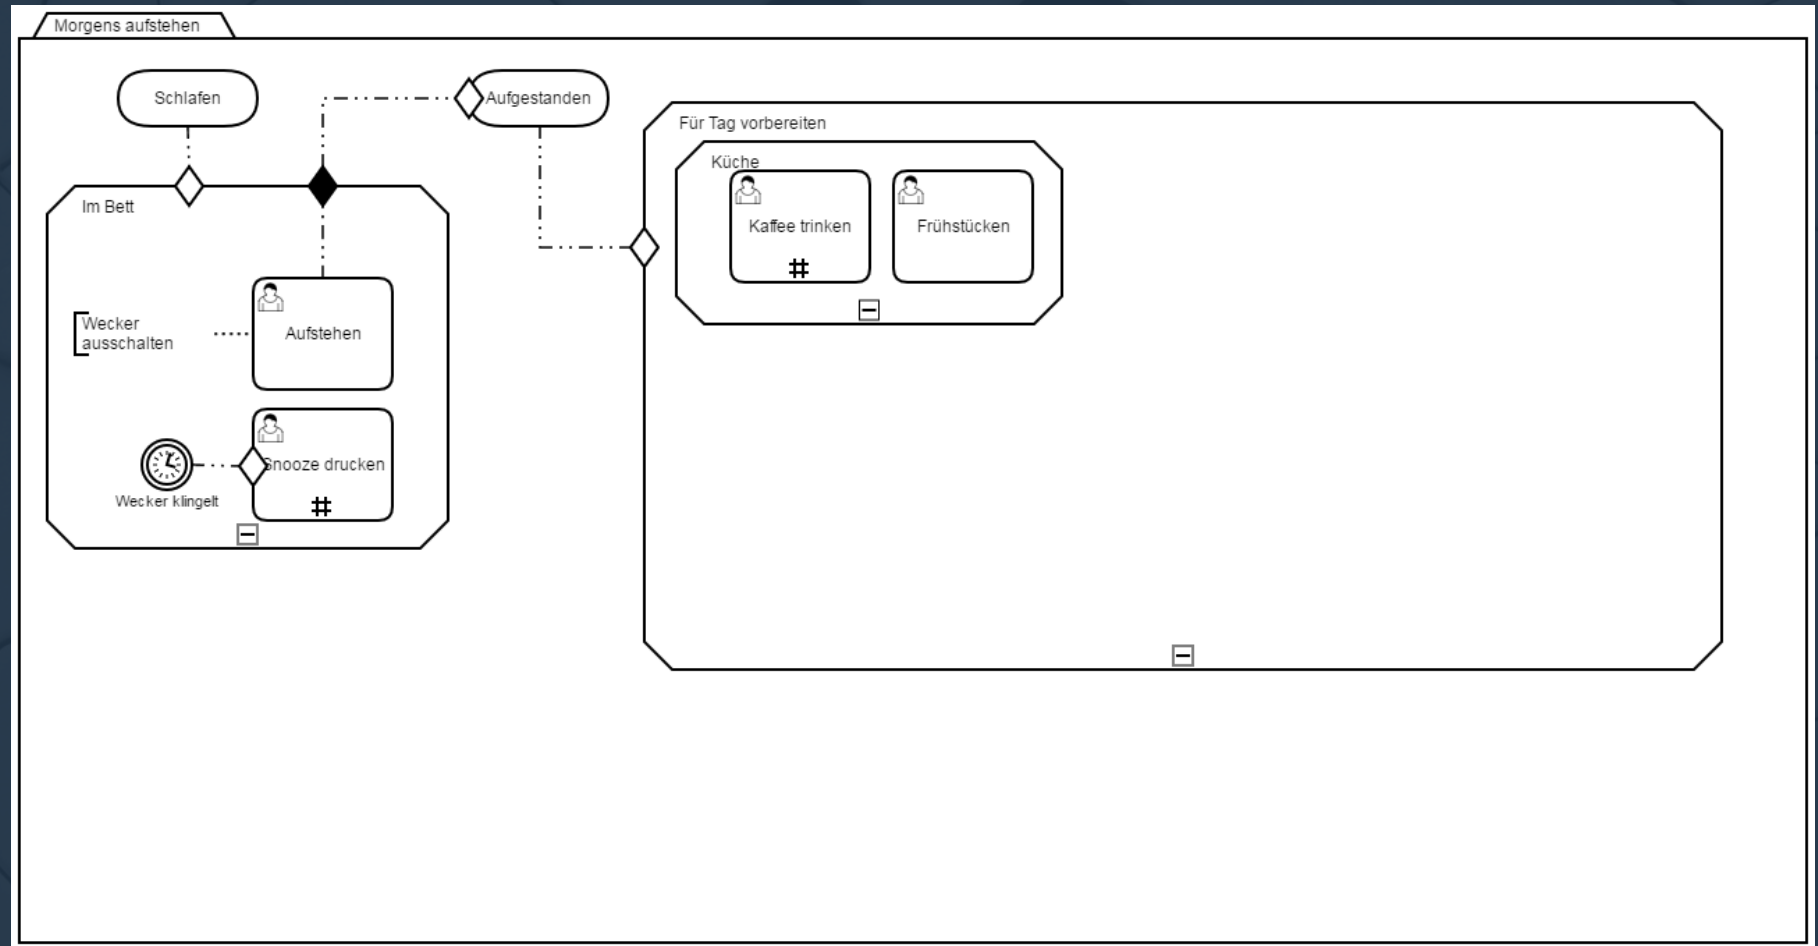 Morgens aufstehen
Schlafen
Aufgestanden
Für Tag vorbereiten
Küche
Kaffee trinken
Frühstücken
Im Bett
Wecker
ausschalten
Aufstehen
Snooze drucken
Wecker klingelt